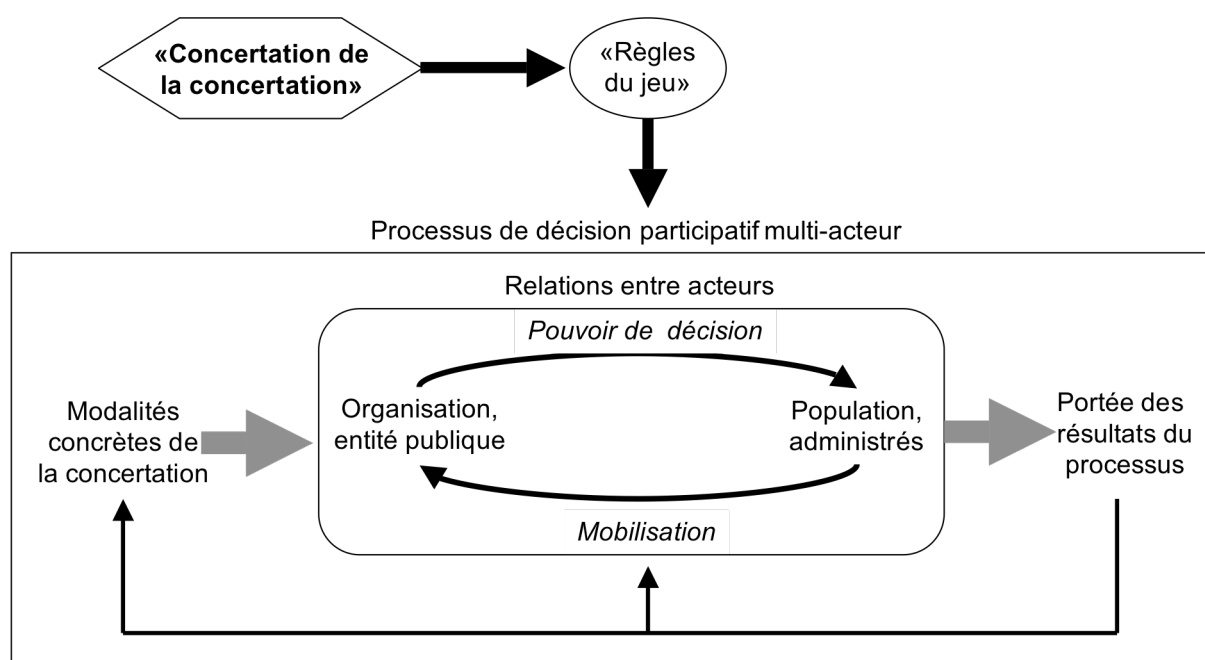 «Concertation de
la concertation»
«Règles
du jeu»
Processus de décision participatif multi-acteur
Relations entre acteurs
Pouvoir de décision
Modalités
concrètes de
la concertation
Organisation,
entité publique
Population,
administrés
Portée des
résultats du
processus
Mobilisation